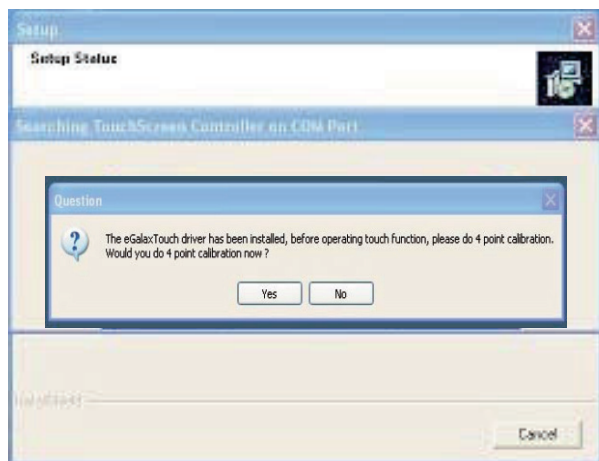 Setup
Setup Status
Searching TouchScreen Controller on COM Port
Question
The eGalaxTouch driver has been installed, before operating touch function, please do 4 point calibration.
Would you do 4 point calibration now ?
Yes No
InstallShield
Cancel